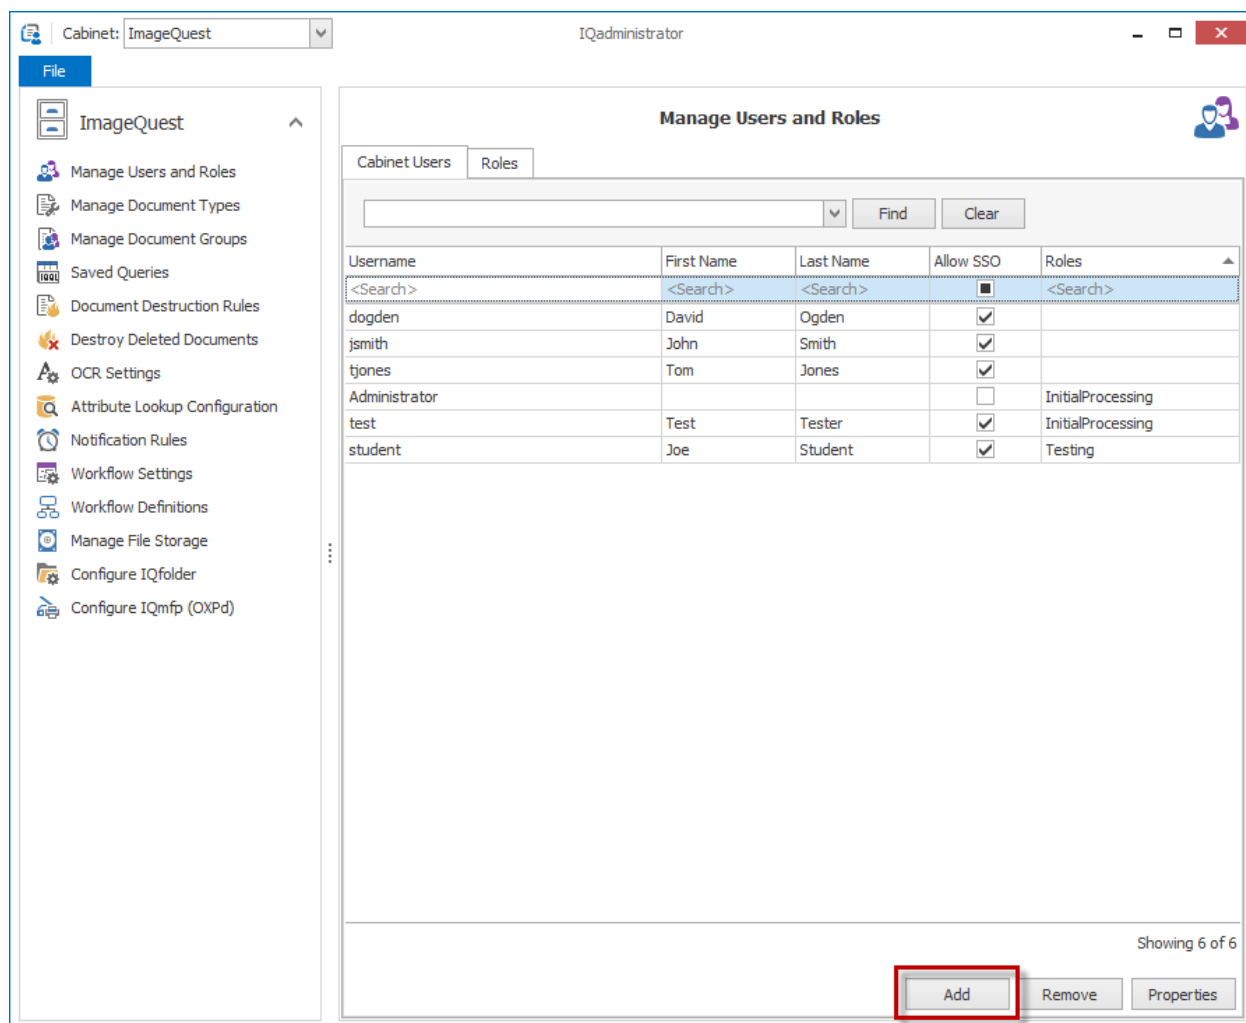 Cabinet: ImageQuest IQadministrator
File
ImageQuest
Manage Users and Roles
Manage Document Types
Manage Document Groups
Saved Queries
Document Destruction Rules
Destroy Deleted Documents
OCR Settings
Attribute Lookup Configuration
Notification Rules
Workflow Settings
Workflow Definitions
Manage File Storage
Configure IQfolder
Configure IQmfp (OXPd)
Manage Users and Roles
Cabinet Users Roles
Find Clear
Username First Name Last Name Allow SSO Roles
<Search> <Search> <Search> <Search>
dogden David Ogden
jsmith John Smith
tjones Tom Jones
Administrator InitialProcessing
test Test Tester InitialProcessing
student Joe Student Testing
Showing 6 of 6
Add Remove Properties